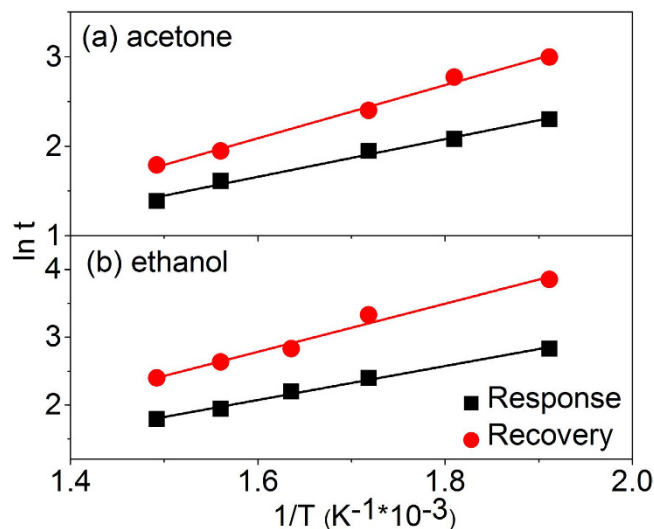 (a) acetone
3
2
1
ln t
(b) ethanol
4
3
2
Response
Recovery
1.4 1.6 1.8 2.0
1/T (K⁻¹*10⁻³)